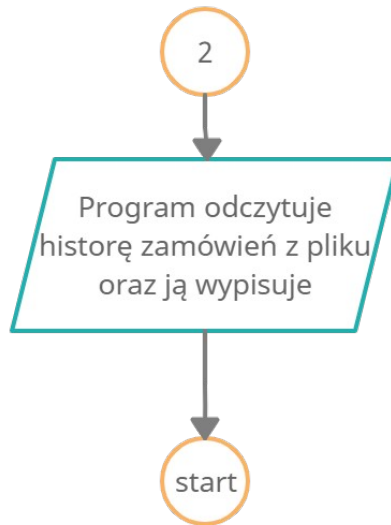 2
Program odczytuje
historę zamówień z pliku
oraz ją wypisuje
start